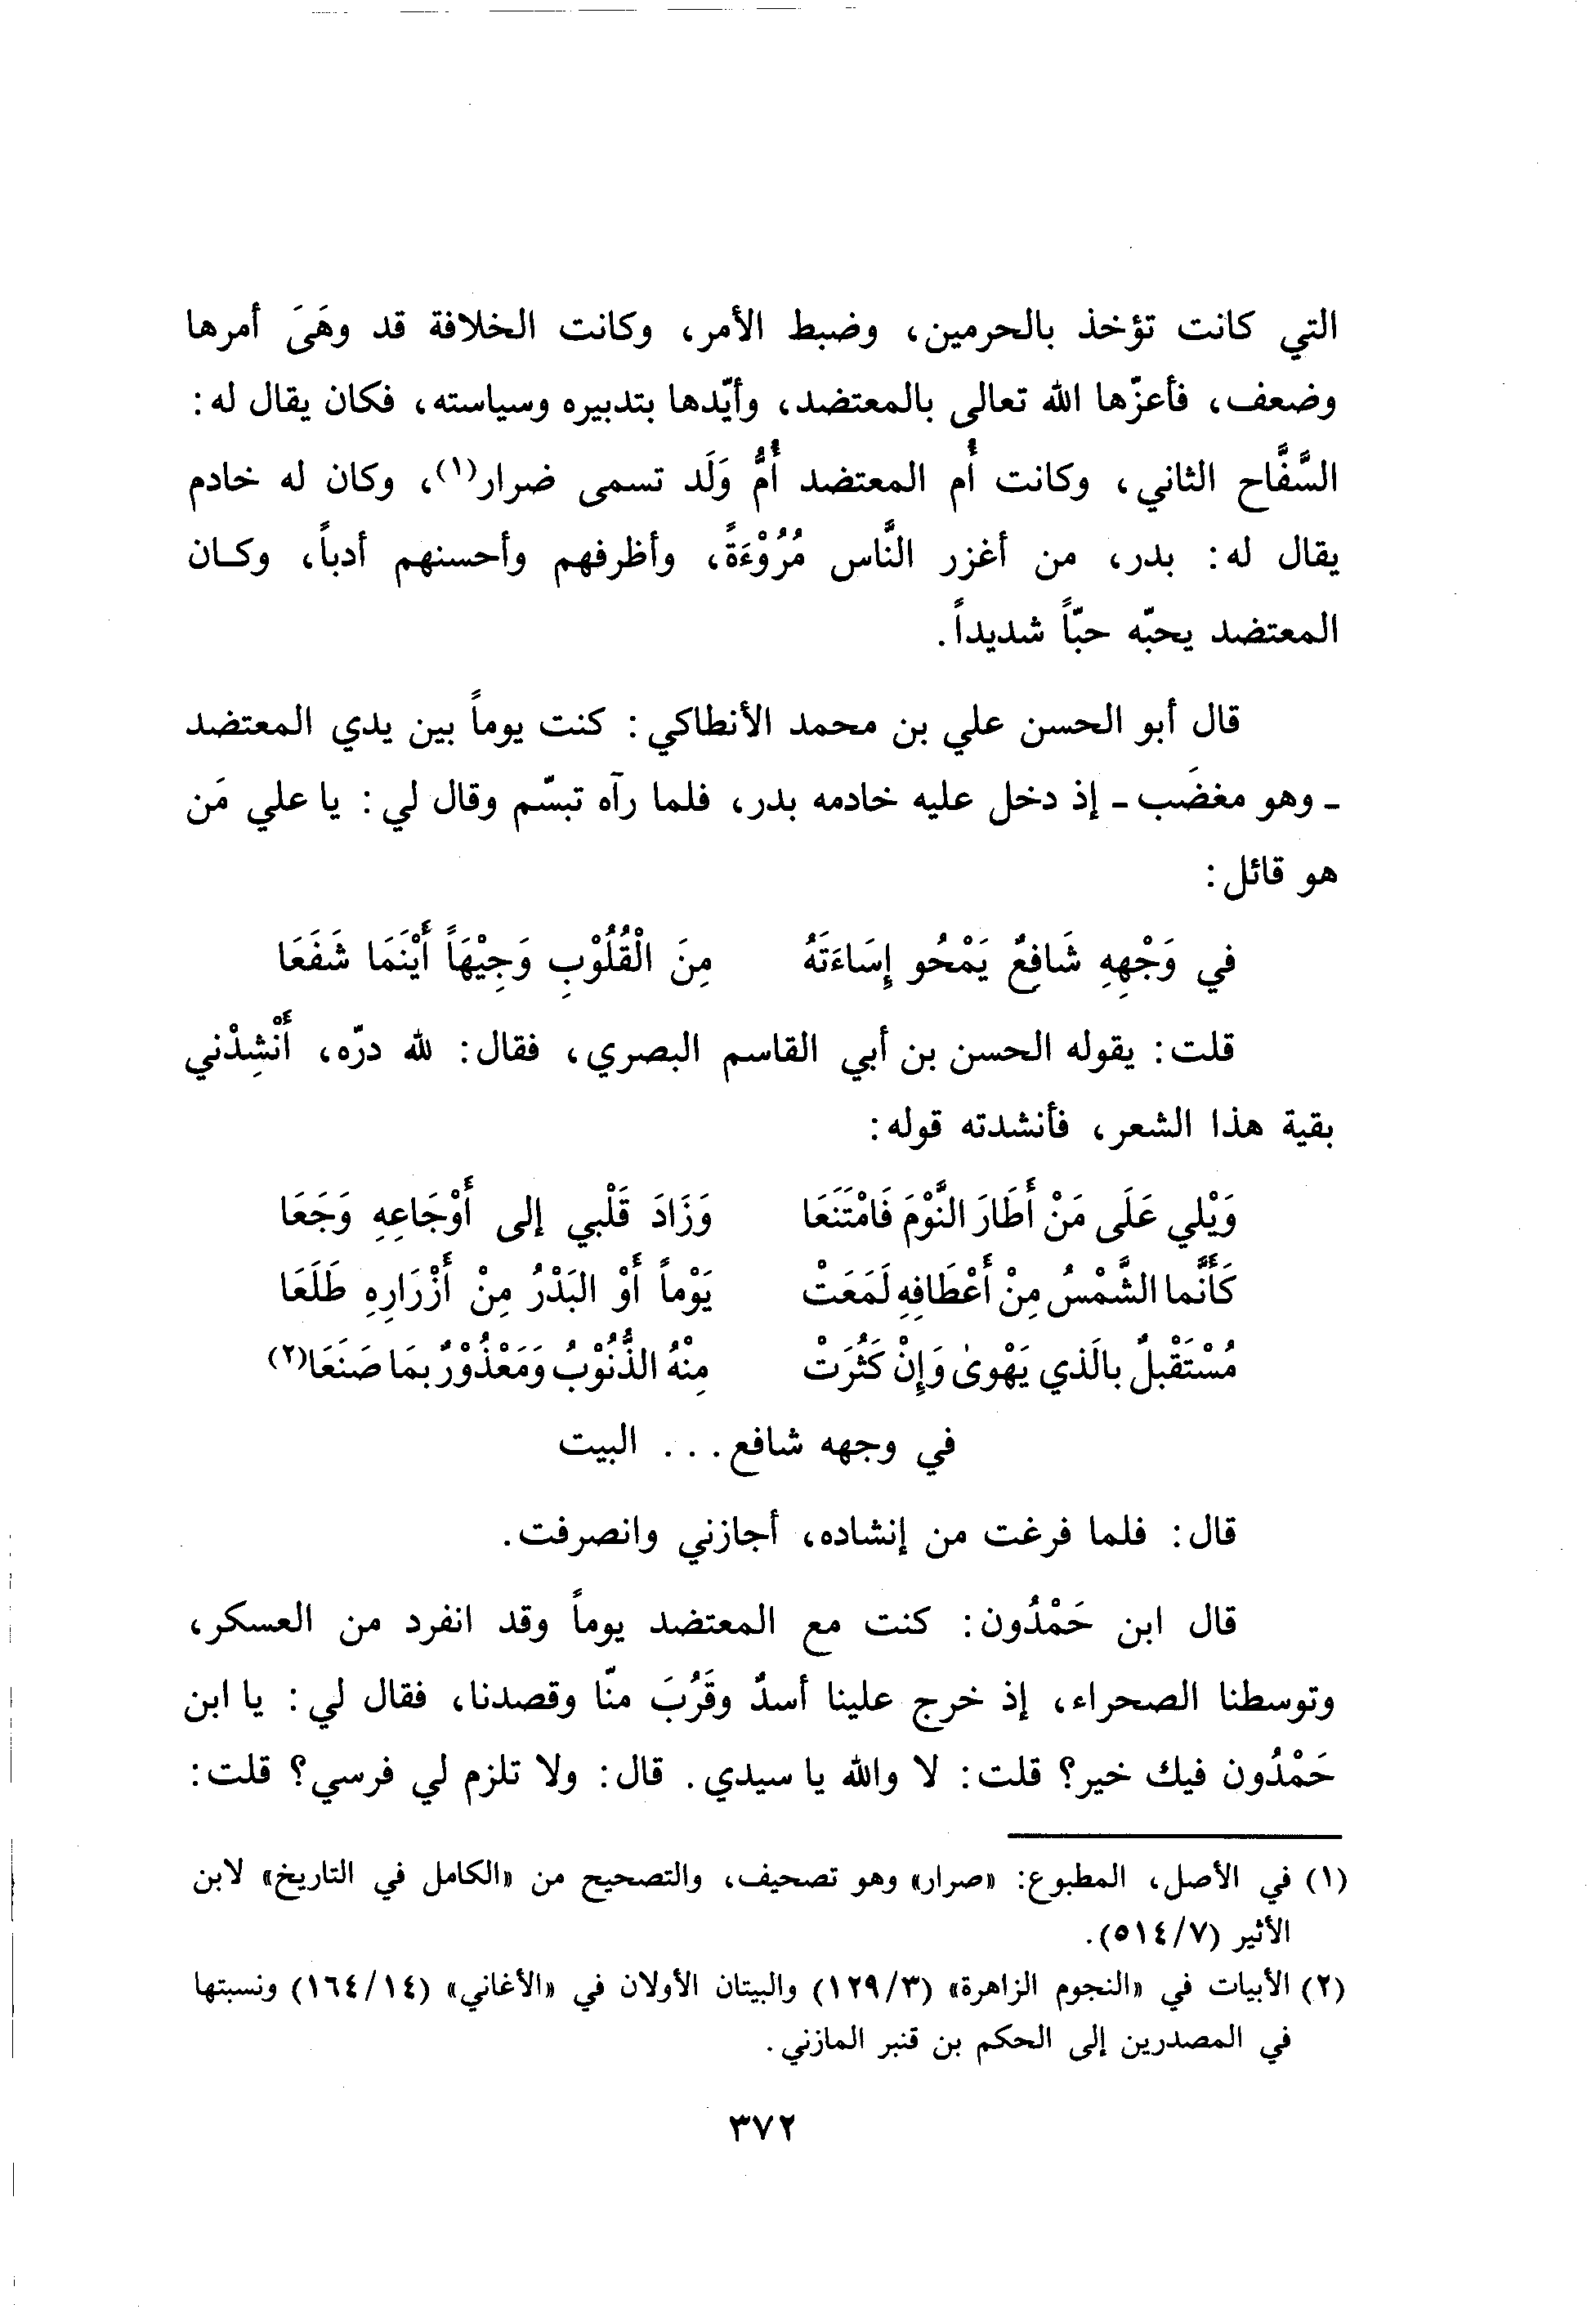 التي كانت تؤخذ بالحرمين، وضبط الأمر، وكانت الخلافة قد وهَىَ أمرها
وضعف، فأعزّها الله تعالى بالمعتضد، وأيّدها بتدبيره وسياسته، فكان يقال له:
السَّفَّاح الثاني، وكانت أُم المعتضد أُمُّ وَلَد تسمى ضرار(١)، وكان له خادم
يقال له: بدر، من أغزر النَّاس مُرُوْءَةً، وأظرفهم وأحسنهم أدباً، وكان
المعتضد يحبّه حبّاً شديداً.
قال أبو الحسن علي بن محمد الأنطاكي: كنت يوماً بين يدي المعتضد
- وهو مغضَب - إذ دخل عليه خادمه بدر، فلما رآه تبسّم وقال لي: يا علي مَن
هو قائل:
في وَجْهِهِ شَافِعٌ يَمْحُو إِسَاءَتَهُ مِنَ الْقُلُوْبِ وَجِيْهَاً أَيْنَمَا شَفَعَا
قلت: يقوله الحسن بن أبي القاسم البصري، فقال: لله درّه، أَنْشِدْني
بقية هذا الشعر، فأنشدته قوله:
وَيْلي عَلَى مَنْ أَطَارَ النَّوْمَ فَامْتَنَعَا وَزَادَ قَلْبي إلى أَوْجَاعِهِ وَجَعَا
كَأَنَّما الشَّمْسُ مِنْ أَعْطَافِهِ لَمَعَتْ يَوْماً أَوْ البَدْرُ مِنْ أَزْرَارِهِ طَلَعَا
مُسْتَقْبلٌ بالَذي يَهْوىٰ وَإِنْ كَثُرَتْ مِنْهُ الذُّنُوْبُ وَمَعْذُوْرٌ بمَا صَنَعَا(٢)
في وجهه شافع... البيت
قال: فلما فرغت من إنشاده، أجازني وانصرفت.
قال ابن حَمْدُون: كنت مع المعتضد يوماً وقد انفرد من العسكر،
وتوسطنا الصحراء، إذ خرج علينا أسدٌ وقَرُبَ منّا وقصدنا، فقال لي: يا ابن
حَمْدُون فيك خير؟ قلت: لا والله يا سيدي. قال: ولا تلزم لي فرسي؟ قلت:
(١) في الأصل، المطبوع: «صرار» وهو تصحيف، والتصحيح من «الكامل في التاريخ» لابن
الأثير (٥١٤/٧).
(٢) الأبيات في «النجوم الزاهرة» (١٢٩/٣) والبيتان الأولان في «الأغاني» (١٦٤/١٤) ونسبتها
في المصدرين إلى الحكم بن قنبر المازني.
٣٧٢